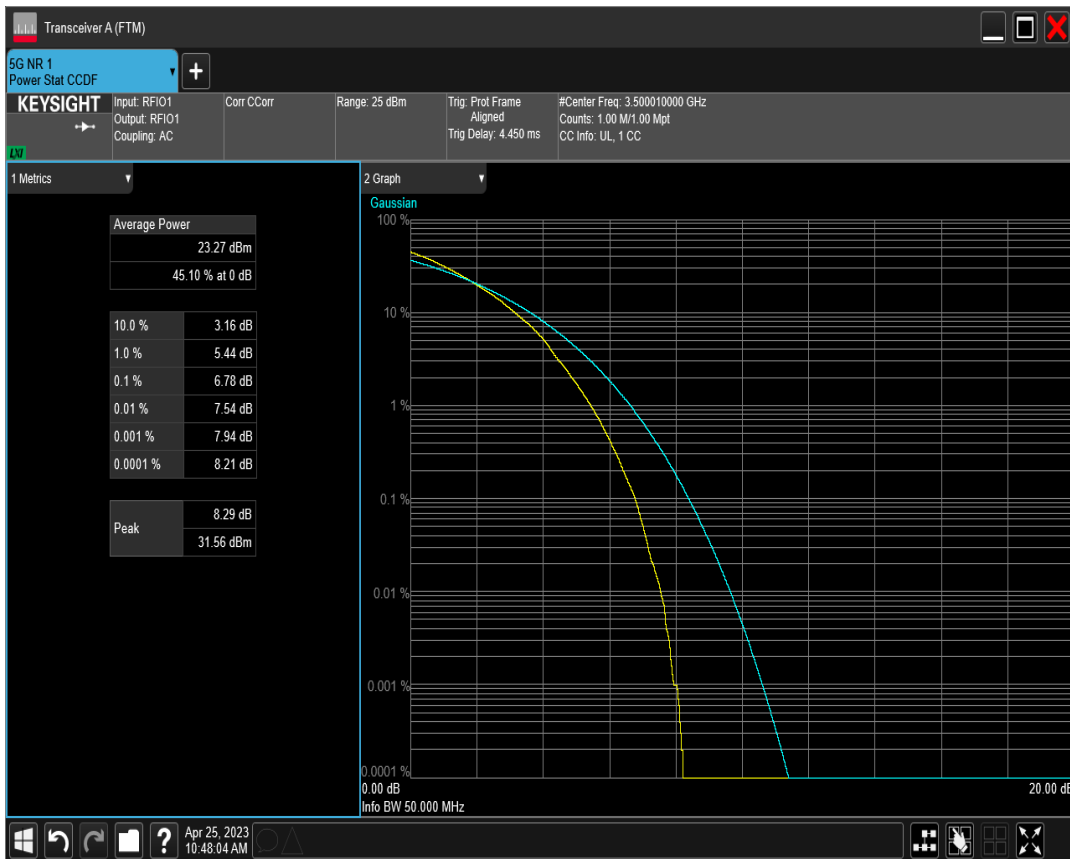 Transceiver A (FTM)
5G NR 1
Power Stat CCDF
KEYSIGHT
LXI
Input: RFIO1
Output: RFIO1
Coupling: AC
Corr CCorr
Range: 25 dBm
Trig: Prot Frame
Aligned
Trig Delay: 4.450 ms
#Center Freq: 3.500010000 GHz
Counts: 1.00 M/1.00 Mpt
CC Info: UL, 1 CC
1 Metrics
Average Power
23.27 dBm
45.10 % at 0 dB
10.0 % 3.16 dB
1.0 % 5.44 dB
0.1 % 6.78 dB
0.01 % 7.54 dB
0.001 % 7.94 dB
0.0001 % 8.21 dB
Peak 8.29 dB
31.56 dBm
2 Graph
Gaussian
100 %
10 %
1 %
0.1 %
0.01 %
0.001 %
0.0001 %
0.00 dB 20.00 dB
Info BW 50.000 MHz
? Apr 25, 2023
10:48:04 AM